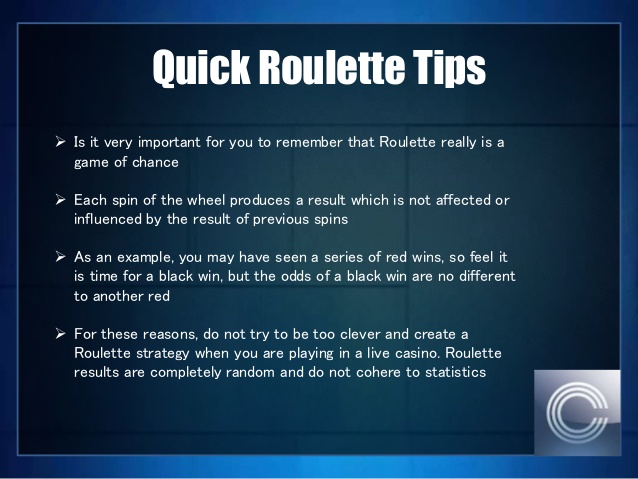 Quick Roulette Tips
➢ Is it very important for you to remember that Roulette really is a
game of chance
➢ Each spin of the wheel produces a result which is not affected or
influenced by the result of previous spins
➢ As an example, you may have seen a series of red wins, so feel it
is time for a black win, but the odds of a black win are no different
to another red
➢ For these reasons, do not try to be too clever and create a
Roulette strategy when you are playing in a live casino. Roulette
results are completely random and do not cohere to statistics